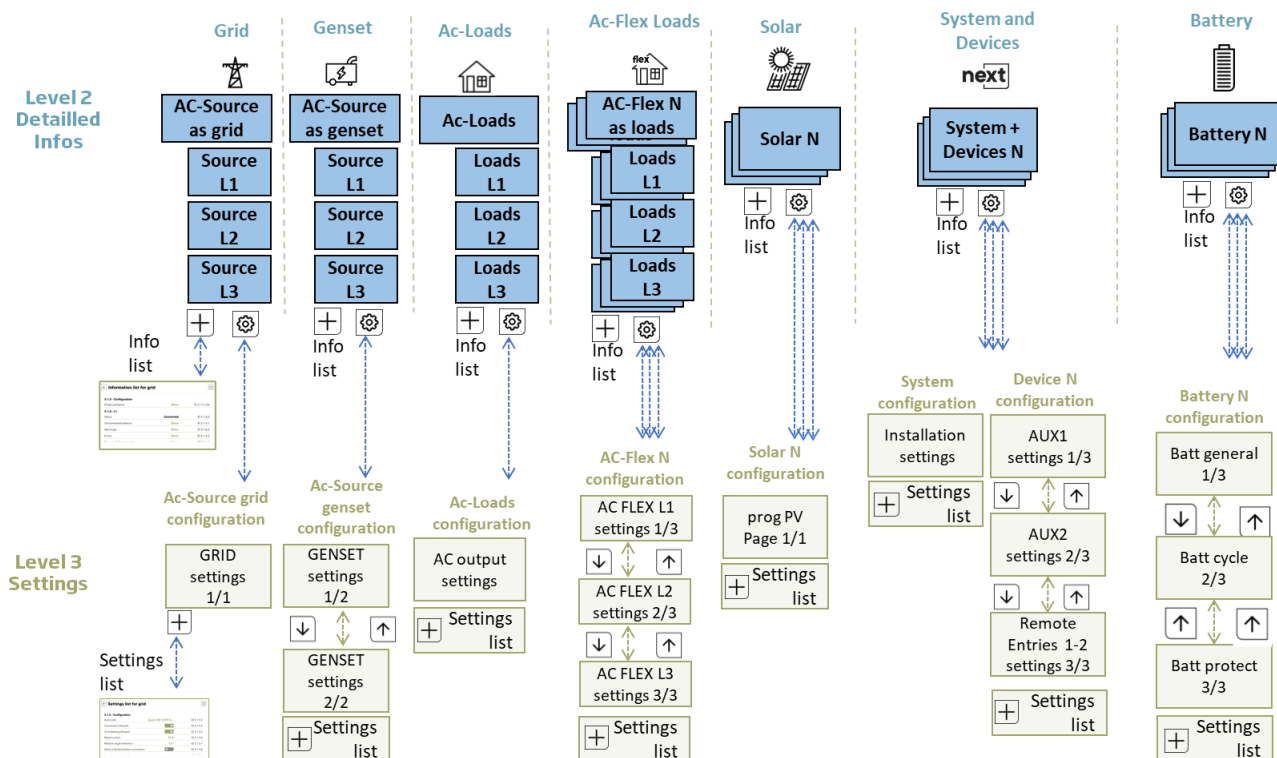 Grid
Genset
Ac-Loads
Ac-Flex Loads
Solar
System and
Devices
Battery
flex
next
Level 2
Detailled
Infos
AC-Source
as grid
Source
L1
Source
L2
Source
L3
Info
list
AC-Source
as genset
Source
L1
Source
L2
Source
L3
Info
list
Ac-Loads
Loads
L1
Loads
L2
Loads
L3
Info
list
AC-Flex N
as loads
Loads
L1
Loads
L2
Loads
L3
Info
list
Solar N
Info
list
System +
Devices N
Info
list
Battery N
Info
list
Information list for grid
Level 3
Settings
Ac-Source grid
configuration
GRID
settings
1/1
Settings
list
Settings list for grid
Ac-Source
genset
configuration
GENSET
settings
1/2
GENSET
settings
2/2
Settings
list
Ac-Loads
configuration
AC output
settings
Settings
list
AC-Flex N
configuration
AC FLEX L1
settings 1/3
AC FLEX L2
settings 2/3
AC FLEX L3
settings 3/3
Settings
list
Solar N
configuration
prog PV
Page 1/1
Settings
list
System
configuration
Installation
settings
Settings
list
Device N
configuration
AUX1
settings 1/3
AUX2
settings 2/3
Remote
Entries 1-2
settings 3/3
Settings
list
Battery N
configuration
Batt general
1/3
Batt cycle
2/3
Batt protect
3/3
Settings
list